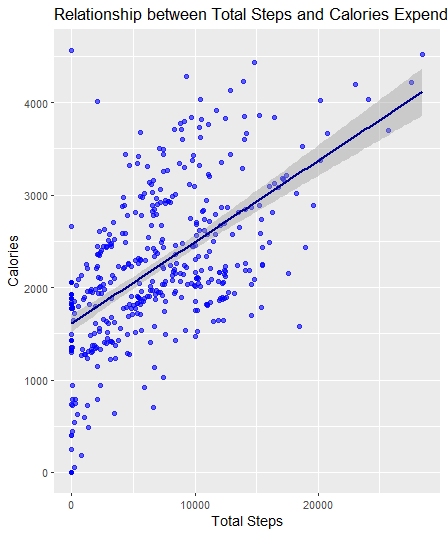 Relationship between Total Steps and Calories Expend
Calories
4000
3000
2000
1000
0
0
10000
20000
Total Steps